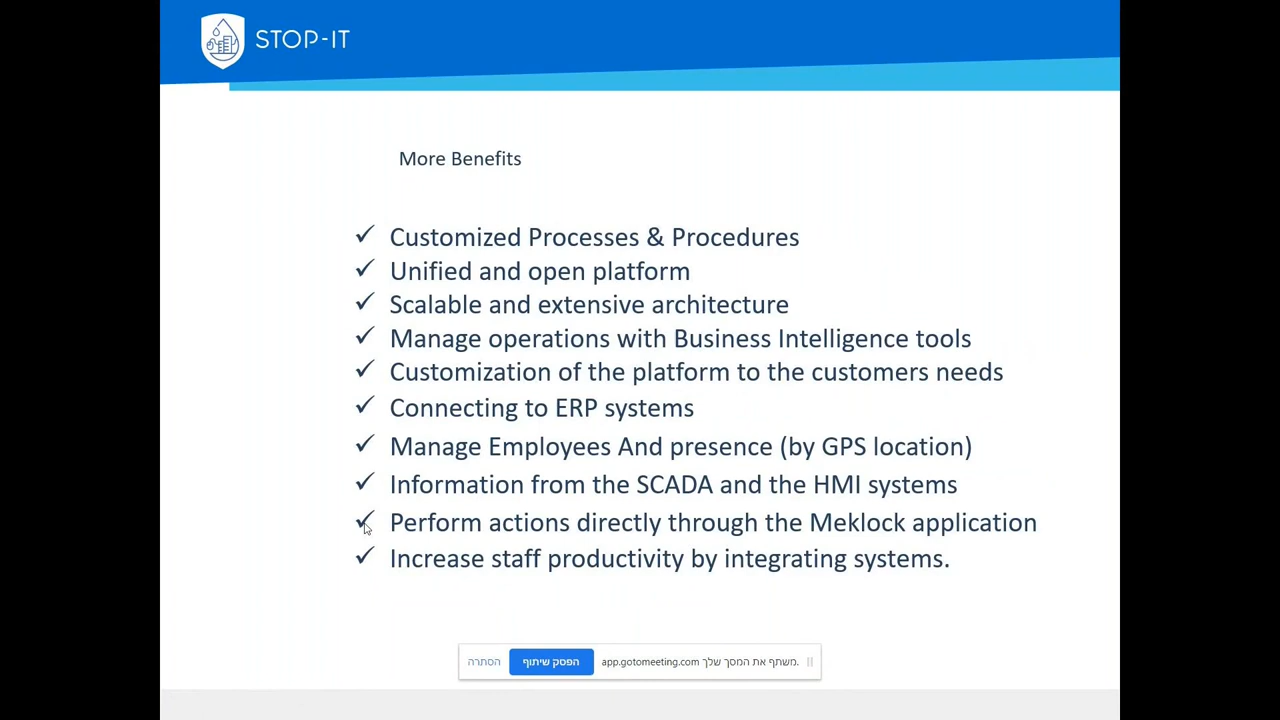 STOP-IT
More Benefits
✓ Customized Processes & Procedures
✓ Unified and open platform
✓ Scalable and extensive architecture
✓ Manage operations with Business Intelligence tools
✓ Customization of the platform to the customers needs
✓ Connecting to ERP systems
✓ Manage Employees And presence (by GPS location)
✓ Information from the SCADA and the HMI systems
✓ Perform actions directly through the Meklock application
✓ Increase staff productivity by integrating systems.
הסתרה הפסק שיתוף app.gotomeeting.com משתף את המסך שלך.